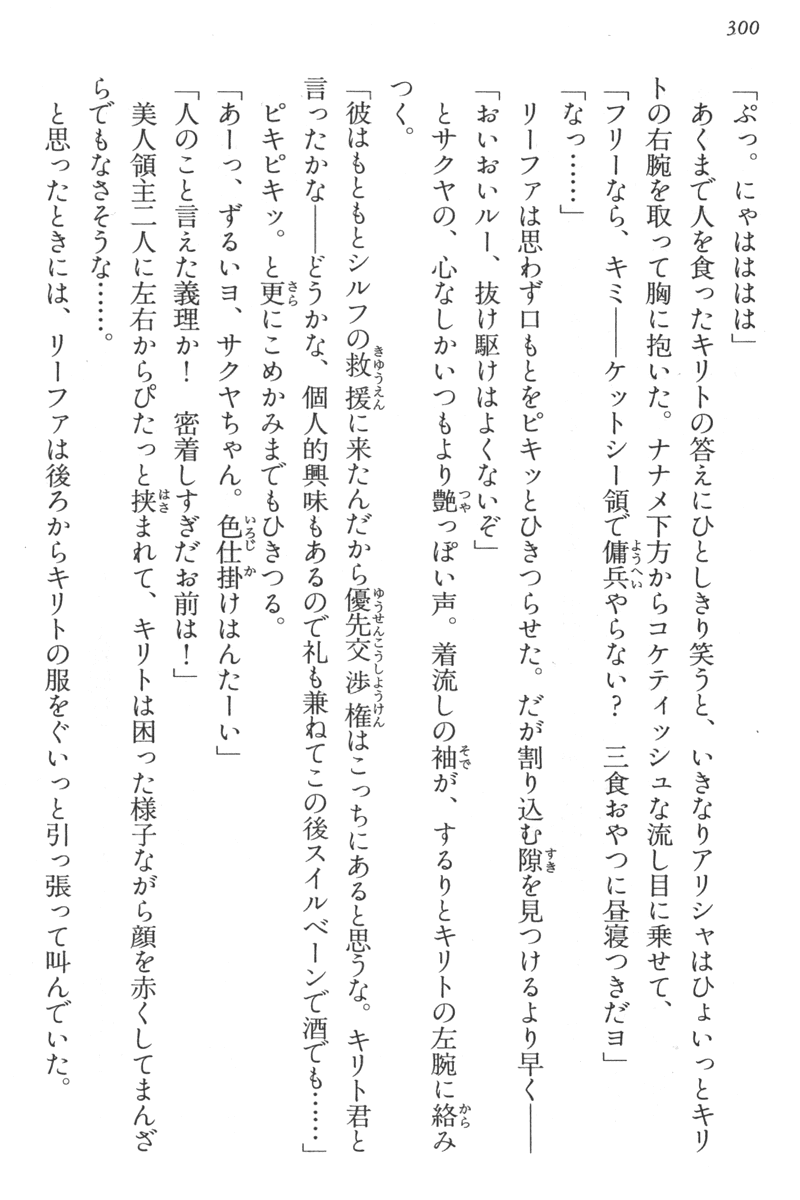 300
「ぷっ。にゃはははは」
　あくまで人を食ったキリトの答えにひとしきり笑うと、いきなりアリシャはひょいっとキリ
トの右腕を取って胸に抱いた。ナナメ下方からコケティッシュな流し目に乗せて、
「フリーなら、キミ――ケットシー領で傭兵やらない？　三食おやつに昼寝つきだヨ」
「なっ……」
　リーファは思わず口もとをピキッとひきつらせた。だが割り込む隙を見つけるより早く――
「おいおいルー、抜け駆けはよくないぞ」
　とサクヤの、心なしかいつもより艶っぽい声。着流しの袖が、するりとキリトの左腕に絡み
つく。
「彼はもともとシルフの救援に来たんだから優先交渉権はこっちにあると思うな。キリト君と
言ったかな――どうかな、個人的興味もあるので礼も兼ねてこの後スイルベーンで酒でも……」
　ピキピキッ。と更にこめかみまでもひきつる。
「あーっ、ずるいヨ、サクヤちゃん。色仕掛けはんたーい」
「人のこと言えた義理か！　密着しすぎだお前は！」
　美人領主二人に左右からぴたっと挟まれて、キリトは困った様子ながら顔を赤くしてまんざ
らでもなさそうな……。
　と思ったときには、リーファは後ろからキリトの服をぐいっと引っ張って叫んでいた。